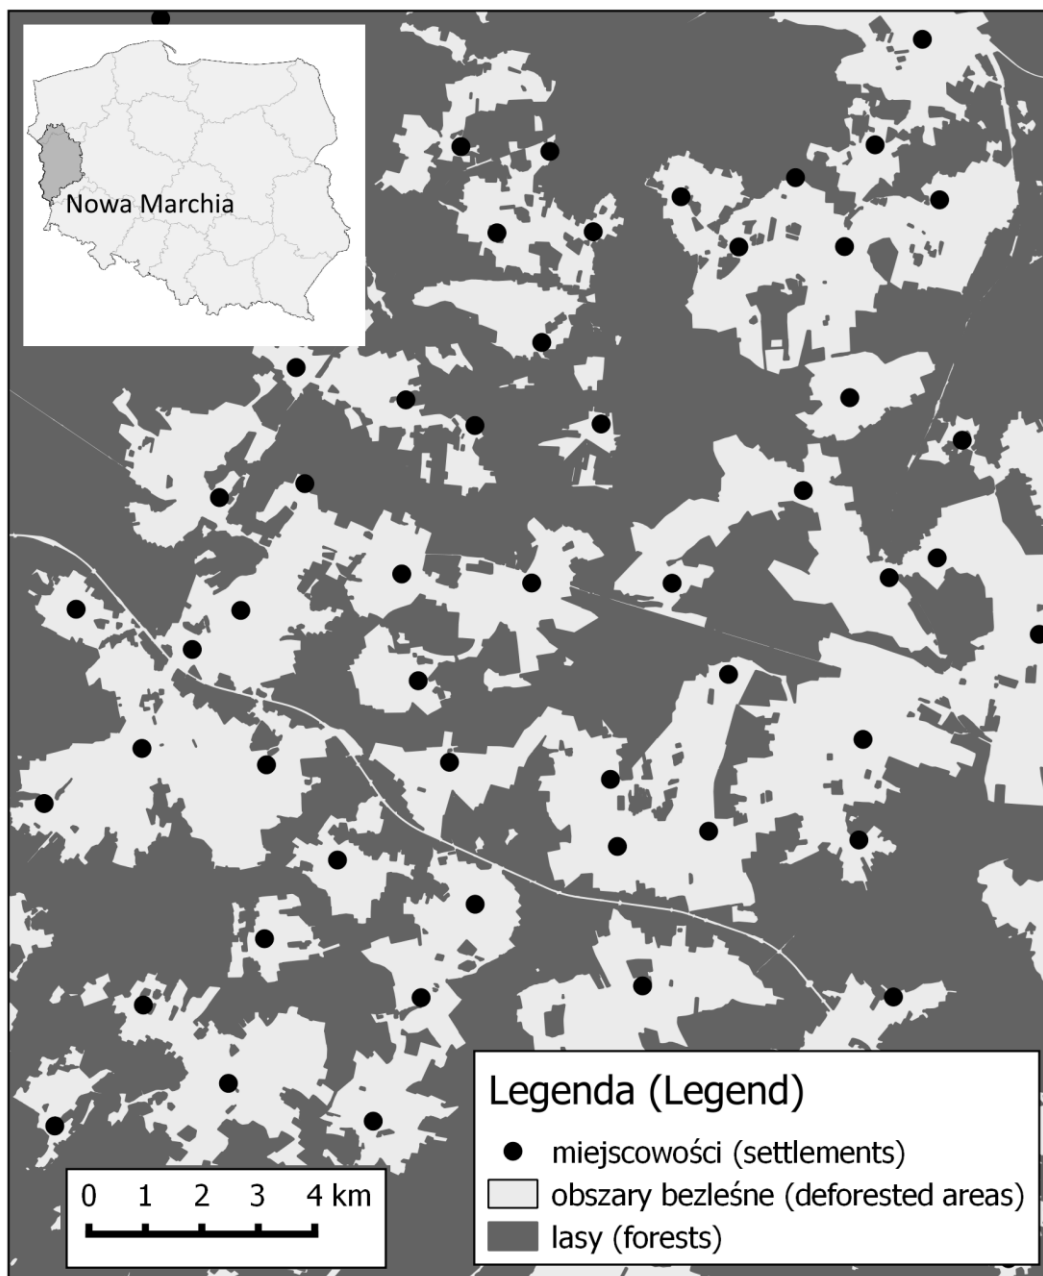 Nowa Marchia
Legenda (Legend)
miejscowości (settlements)
obszary bezleśne (deforested areas)
lasy (forests)
0 1 2 3 4 km